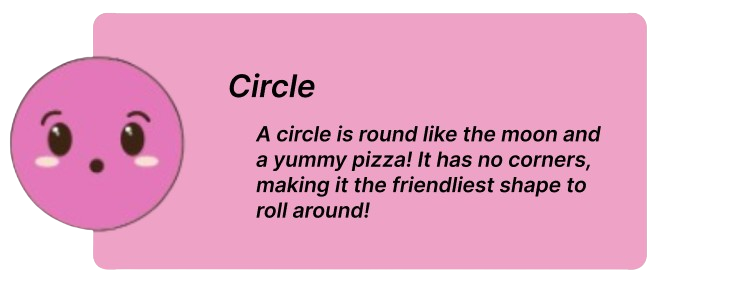 Circle
A circle is round like the moon and
a yummy pizza! It has no corners,
making it the friendliest shape to
roll around!